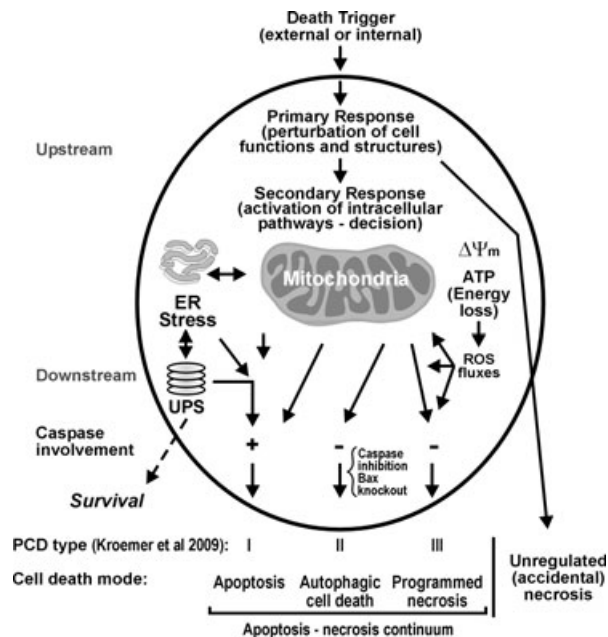 Death Trigger
(external or internal)
Primary Response
(perturbation of cell
functions and structures)
Upstream
Secondary Response
(activation of intracellular
pathways - decision)
ΔΨm
Mitochondria
ATP
(Energy
loss)
ER
Stress
ROS
fluxes
Downstream
UPS
Caspase
involvement
+ - -
Caspase
inhibition
Bax
knockout
Survival
PCD type (Kroemer et al 2009): I II III
Cell death mode: Apoptosis Autophagic cell death Programmed necrosis
Unregulated
(accidental)
necrosis
Apoptosis - necrosis continuum